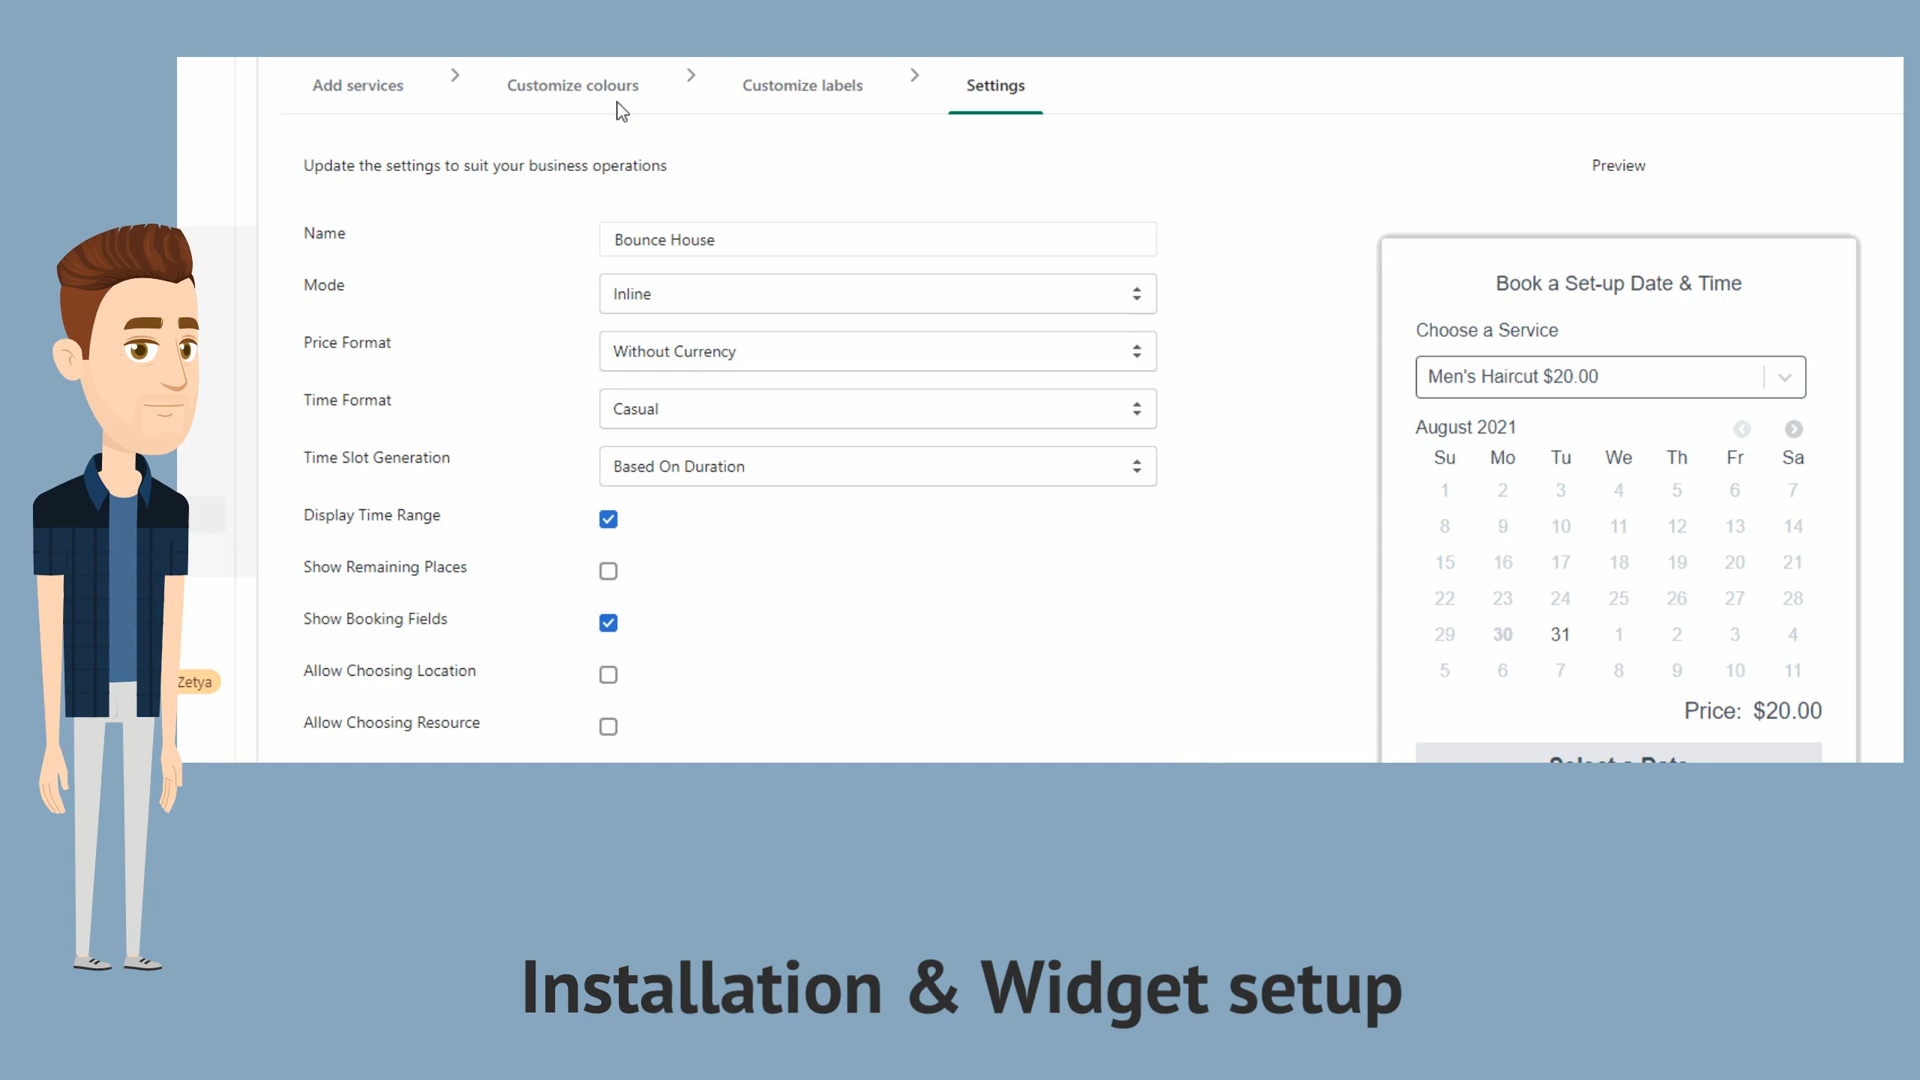 Add services
Customize colours
Customize labels
Settings
Update the settings to suit your business operations
Preview
Name
Bounce House
Mode
Inline
Price Format
Without Currency
Time Format
Casual
Time Slot Generation
Based On Duration
Display Time Range
Show Remaining Places
Show Booking Fields
Allow Choosing Location
Allow Choosing Resource
Zetya
Book a Set-up Date & Time
Choose a Service
Men's Haircut $20.00
August 2021
Su Mo Tu We Th Fr Sa
1 2 3 4 5 6 7
8 9 10 11 12 13 14
15 16 17 18 19 20 21
22 23 24 25 26 27 28
29 30 31 1 2 3 4
5 6 7 8 9 10 11
Price: $20.00
Select a Date
Installation & Widget setup